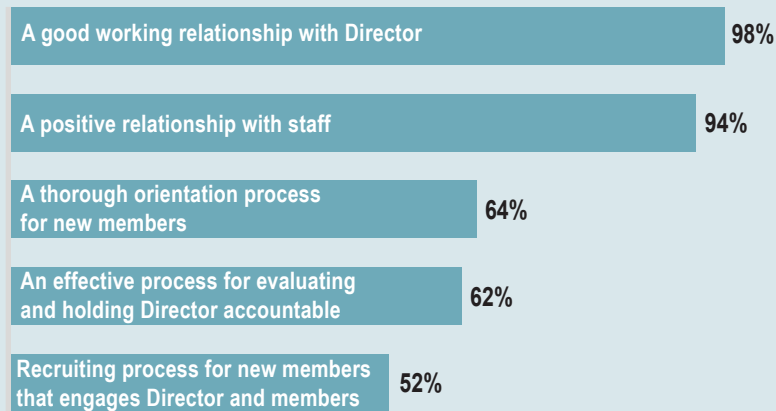 A good working relationship with Director
98%
A positive relationship with staff
94%
A thorough orientation process
for new members
64%
An effective process for evaluating
and holding Director accountable
62%
Recruiting process for new members
that engages Director and members
52%